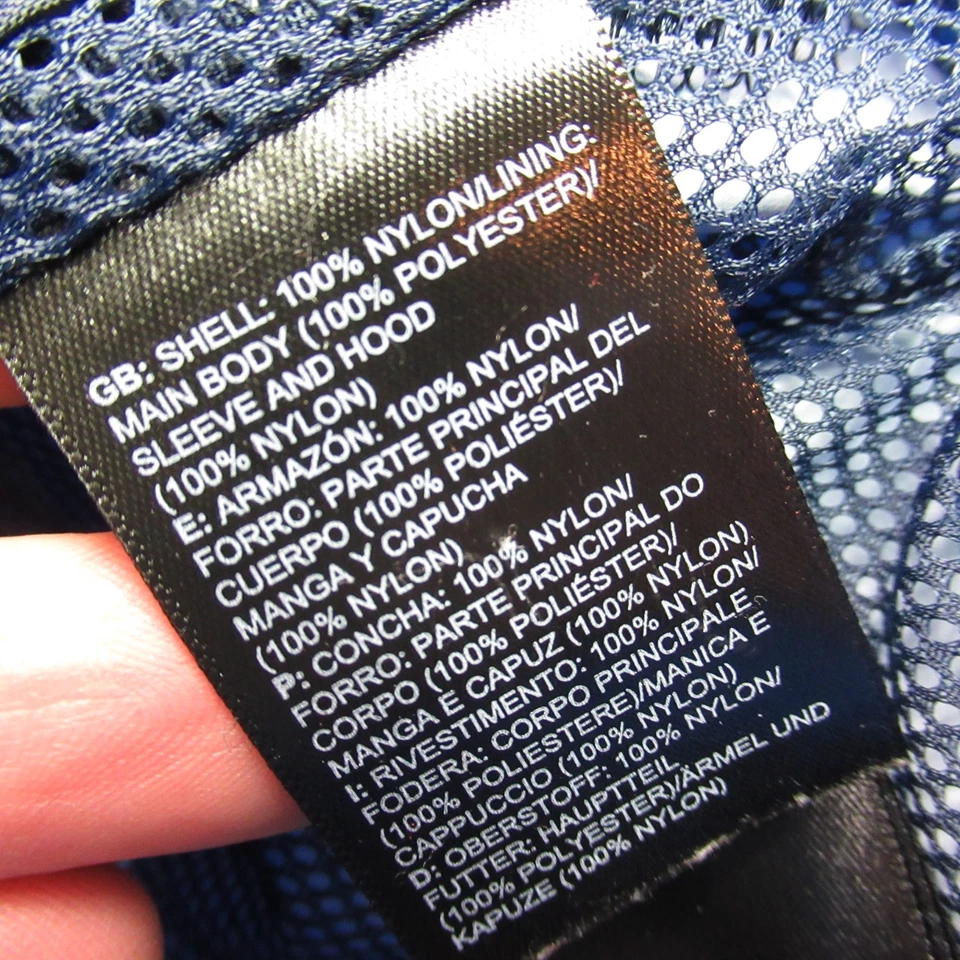 GB: SHELL: 100% NYLON/LINING:
MAIN BODY (100% POLYESTER)/
SLEEVE AND HOOD
(100% NYLON)
E: ARMAZÓN: 100% NYLON/
FORRO: PARTE PRINCIPAL DEL
CUERPO (100% POLIÉSTER)/
MANGA Y CAPUCHA
(100% NYLON)
P: CONCHA: 100% NYLON/
FORRO: PARTE PRINCIPAL DO
CORPO (100% POLIÉSTER)/
MANGA E CAPUZ (100% NYLON)
I: RIVESTIMENTO: 100% NYLON/
FODERA: CORPO PRINCIPALE
(100% POLIESTERE)/MANICA E
CAPPUCCIO (100% NYLON)
D: OBERSTOFF: 100% NYLON/
FUTTER: HAUPTTEIL
(100% POLYESTER)/ÄRMEL UND
KAPUZE (100% NYLON)